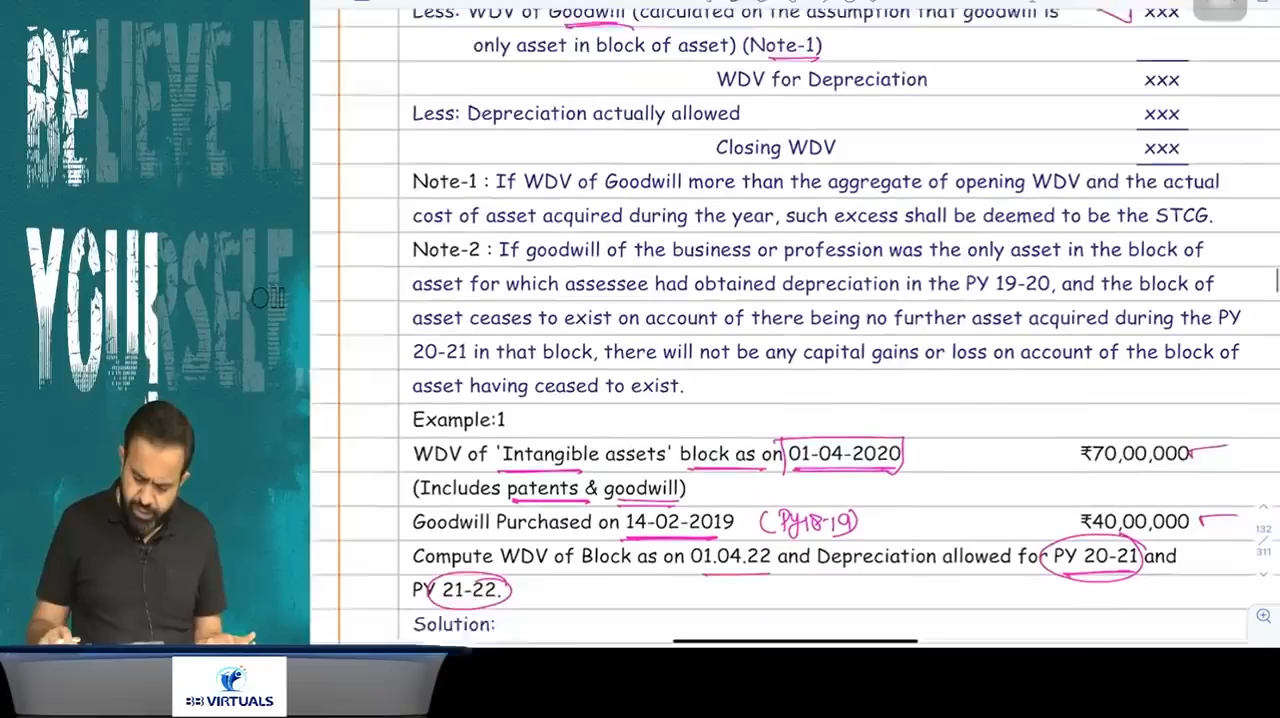 BELIEVE IN
YOURSELF
Less: WDV of Goodwill (calculated on the assumption that goodwill is xxx
only asset in block of asset) (Note-1)
WDV for Depreciation xxx
Less: Depreciation actually allowed xxx
Closing WDV xxx
Note-1 : If WDV of Goodwill more than the aggregate of opening WDV and the actual
cost of asset acquired during the year, such excess shall be deemed to be the STCG.
Note-2 : If goodwill of the business or profession was the only asset in the block of
asset for which assessee had obtained depreciation in the PY 19-20, and the block of
asset ceases to exist on account of there being no further asset acquired during the PY
20-21 in that block, there will not be any capital gains or loss on account of the block of
asset having ceased to exist.
Example:1
WDV of 'Intangible assets' block as on 01-04-2020 ₹70,00,000
(Includes patents & goodwill)
Goodwill Purchased on 14-02-2019 (PY18-19) ₹40,00,000
Compute WDV of Block as on 01.04.22 and Depreciation allowed for PY 20-21 and
PY 21-22.
Solution:
132
/
311
BB VIRTUALS